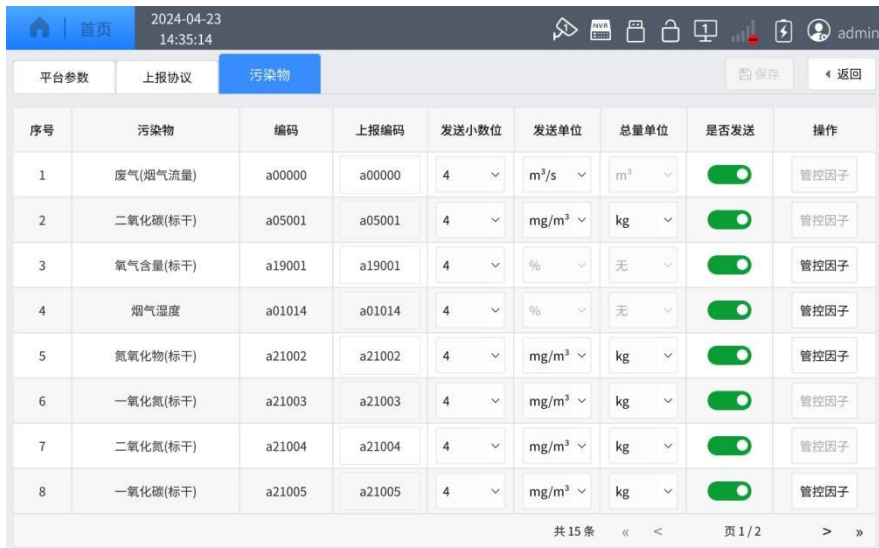 首页
2024-04-23
14:35:14
NVR
1
admin
平台参数 上报协议 污染物 保存 返回
序号 污染物 编码 上报编码 发送小数位 发送单位 总量单位 是否发送 操作
1 废气(烟气流量) a00000 a00000 4 m³/s m³ 管控因子
2 二氧化碳(标干) a05001 a05001 4 mg/m³ kg 管控因子
3 氧气含量(标干) a19001 a19001 4 % 无 管控因子
4 烟气湿度 a01014 a01014 4 % 无 管控因子
5 氮氧化物(标干) a21002 a21002 4 mg/m³ kg 管控因子
6 一氧化氮(标干) a21003 a21003 4 mg/m³ kg 管控因子
7 二氧化氮(标干) a21004 a21004 4 mg/m³ kg 管控因子
8 一氧化碳(标干) a21005 a21005 4 mg/m³ kg 管控因子
共 15 条 « < 页 1 / 2 > »